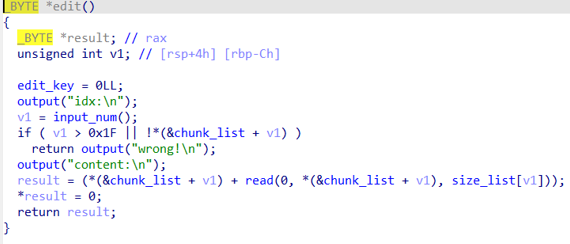 _BYTE *edit()
{
  _BYTE *result; // rax
  unsigned int v1; // [rsp+4h] [rbp-Ch]

  edit_key = 0LL;
  output("idx:\n");
  v1 = input_num();
  if ( v1 > 0x1F || !*(&chunk_list + v1) )
    return output("wrong!\n");
  output("content:\n");
  result = (*(&chunk_list + v1) + read(0, *(&chunk_list + v1), size_list[v1]));
  *result = 0;
  return result;
}